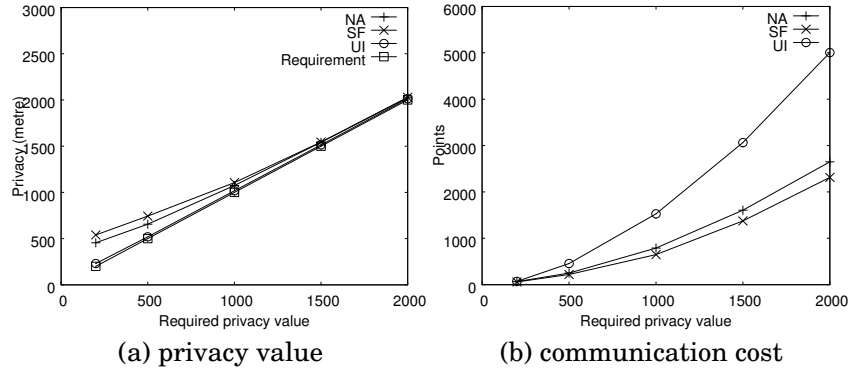 3000
2500
2000
1500
1000
500
0
Privacy (metre)
NA
SF
UI
Requirement
0 500 1000 1500 2000
Required privacy value
(a) privacy value
6000
5000
4000
3000
2000
1000
0
Points
NA
SF
UI
0 500 1000 1500 2000
Required privacy value
(b) communication cost